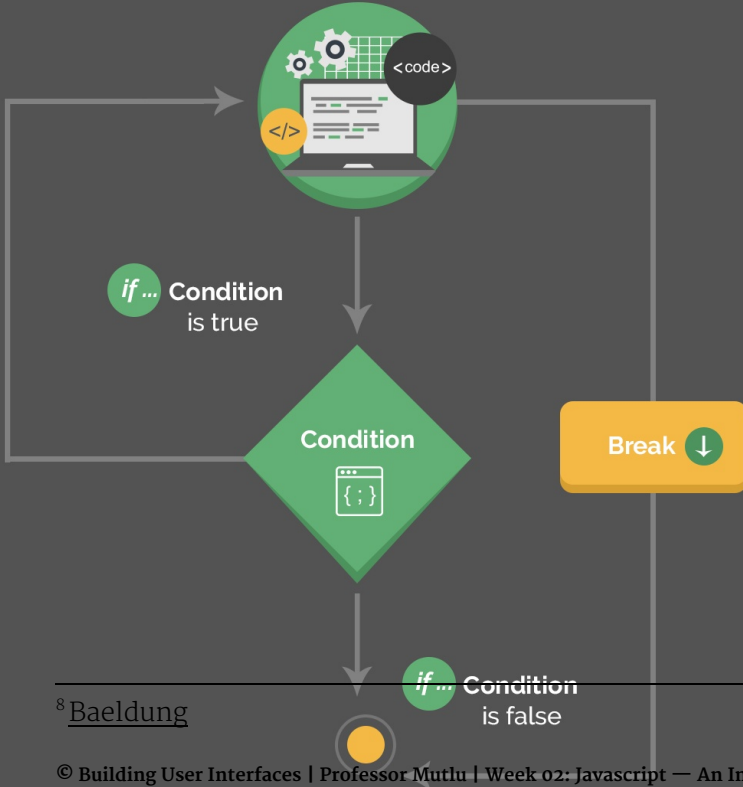 <code>
</>
if ... Condition
is true
Condition
{ ; }
Break ↓
if ... Condition
is false
8 Baeldung
© Building User Interfaces | Professor Mutlu | Week 02: Javascript — An In